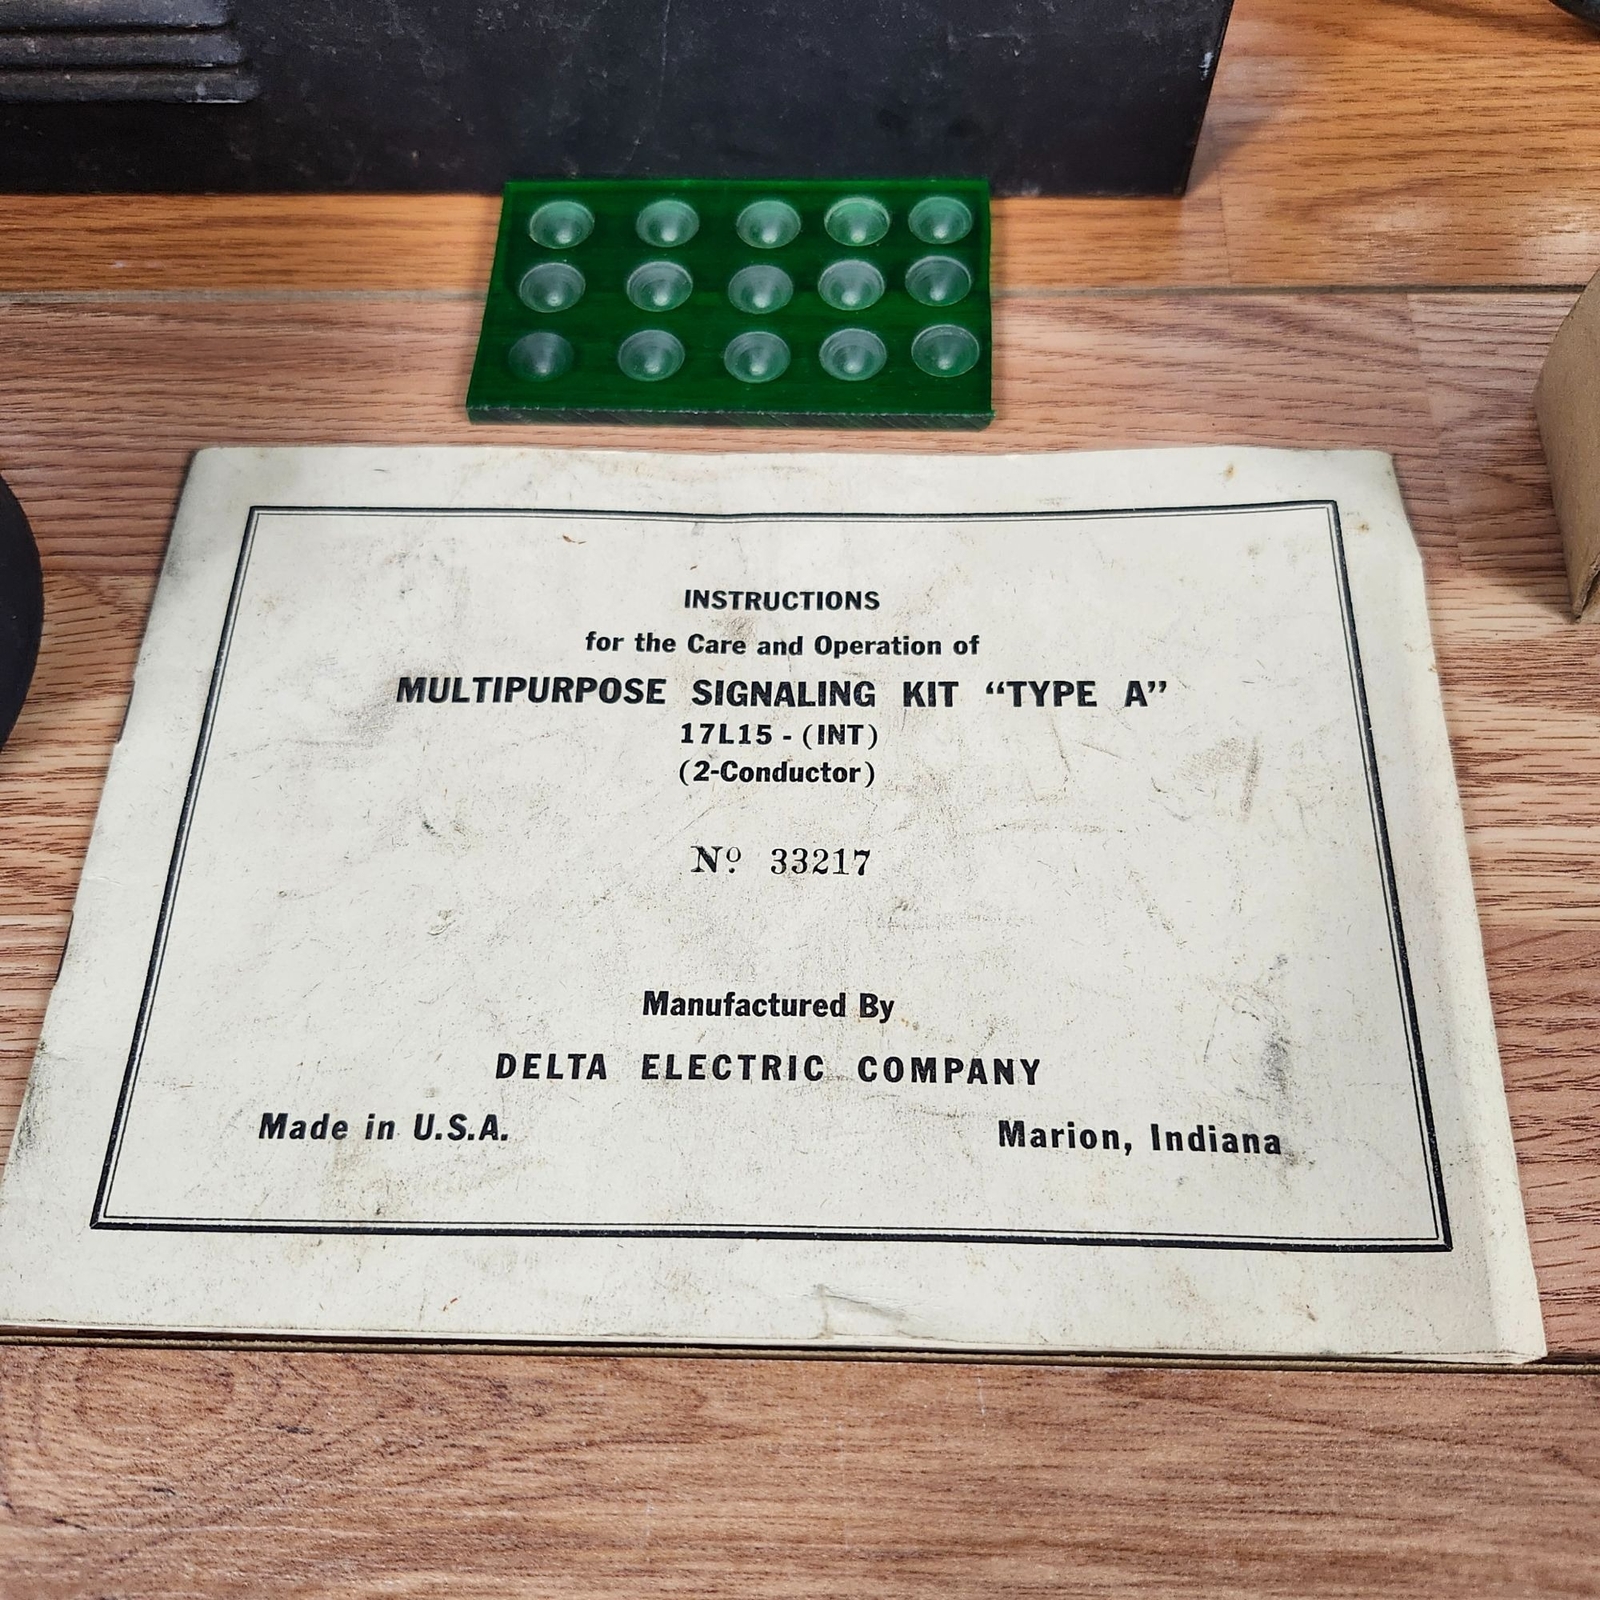 INSTRUCTIONS
for the Care and Operation of
MULTIPURPOSE SIGNALING KIT “TYPE A”
17L15 - (INT)
(2-Conductor)
Nº 33217
Manufactured By
DELTA ELECTRIC COMPANY
Made in U.S.A. Marion, Indiana